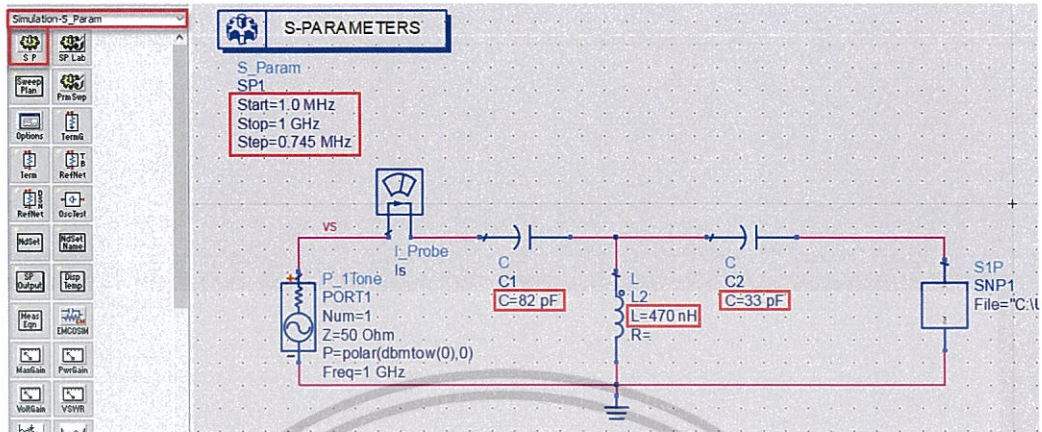 Simulation-S_Param
S P
SP Lab
Sweep
Plan
Prm Swp
Options
TermG
Term
RefNet
RefNet
OscTest
NdSet
NdSet
Name
SP
Output
Disp
Temp
Meas
Eqn
EMCOSIM
MaxGain
PwrGain
VoltGain
VSWR
S-PARAMETERS
S_Param
SP1
Start=1.0 MHz
Stop=1 GHz
Step=0.745 MHz
vs
I_Probe
Is
P_1Tone
PORT1
Num=1
Z=50 Ohm
P=polar(dbmtow(0),0)
Freq=1 GHz
C
C1
C=82 pF
L
L2
L=470 nH
R=
C
C2
C=33 pF
S1P
SNP1
File="C:\U